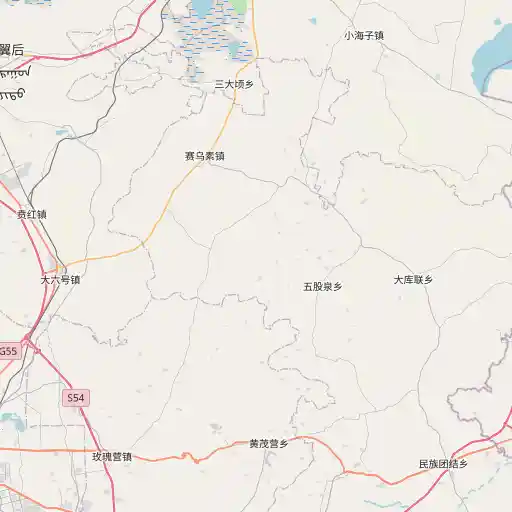 小海子镇
翼后
三大顷乡
赛乌素镇
贲红镇
大六号镇
五股泉乡
大库联乡
G55
S54
黄茂营乡
玫瑰营镇
民族团结乡